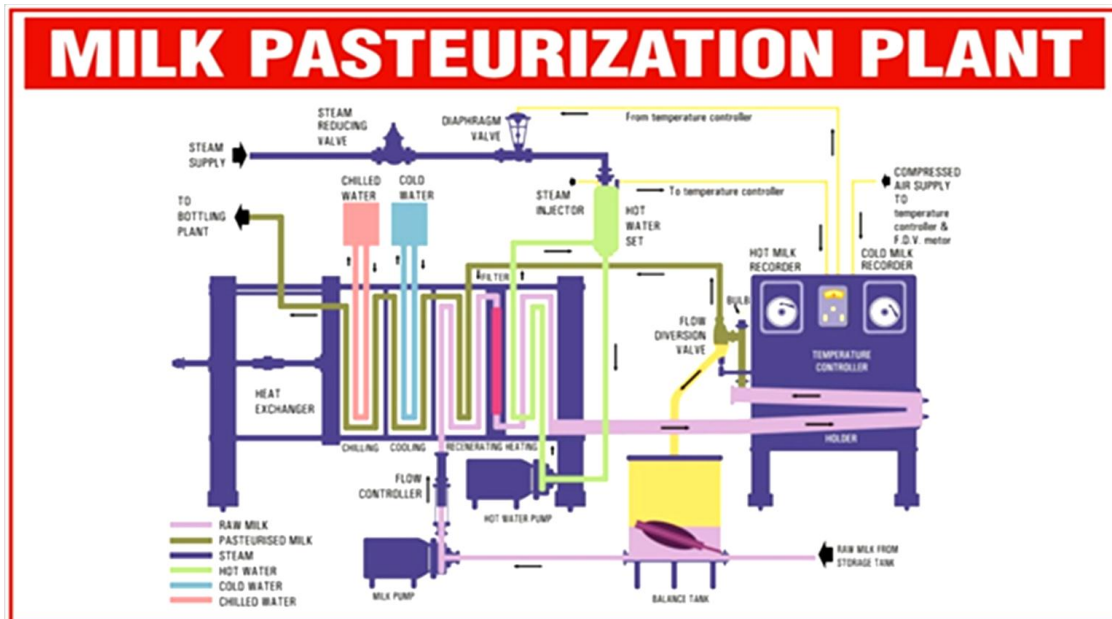 MILK PASTEURIZATION PLANT
STEAM
REDUCING
VALVE
DIAPHRAGM
VALVE
From temperature controller
STEAM
SUPPLY
CHILLED
WATER
COLD
WATER
STEAM
INJECTOR
To temperature controller
COMPRESSED
AIR SUPPLY
TO
temperature
controller &
F.D.V. motor
TO
BOTTLING
PLANT
HOT
WATER
SET
HOT MILK
RECORDER
COLD MILK
RECORDER
FILTER
BULB
FLOW
DIVERSION
VALVE
TEMPERATURE
CONTROLLER
HEAT
EXCHANGER
HOLDER
CHILLING
COOLING
RECENERATING
HEATING
FLOW
CONTROLLER
HOT WATER PUMP
RAW MILK
PASTEURISED MILK
STEAM
HOT WATER
COLD WATER
CHILLED WATER
MILK PUMP
BALANCE TANK
RAW MILK FROM
STORAGE TANK